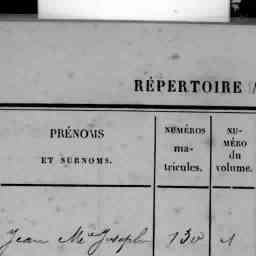 RÉPERTOIRE
PRÉNOMS
ET SURNOMS.
NUMÉROS
ma-
tricules.
NU-
MÉRO
du
volume.
Jean Mie Joseph 130 1